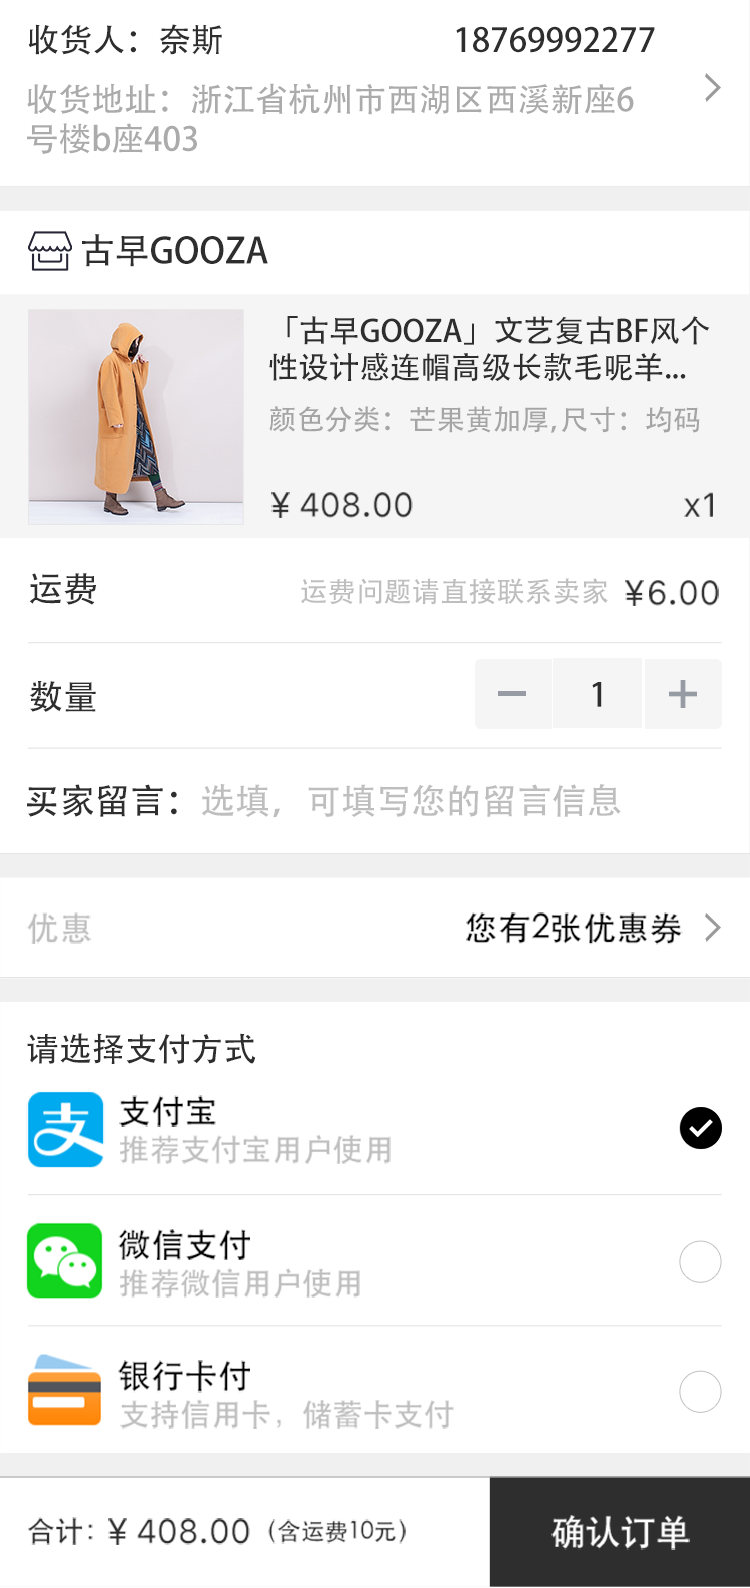 收货人：奈斯 18769992277
收货地址：浙江省杭州市西湖区西溪新座6
号楼b座403
古早GOOZA
「古早GOOZA」文艺复古BF风个
性设计感连帽高级长款毛呢羊...
颜色分类：芒果黄加厚,尺寸：均码
¥ 408.00 x1
运费 运费问题请直接联系卖家 ¥6.00
数量 1
买家留言：选填，可填写您的留言信息
优惠 您有2张优惠券
请选择支付方式
支付宝
推荐支付宝用户使用
微信支付
推荐微信用户使用
银行卡付
支持信用卡，储蓄卡支付
合计: ¥ 408.00（含运费10元）
确认订单